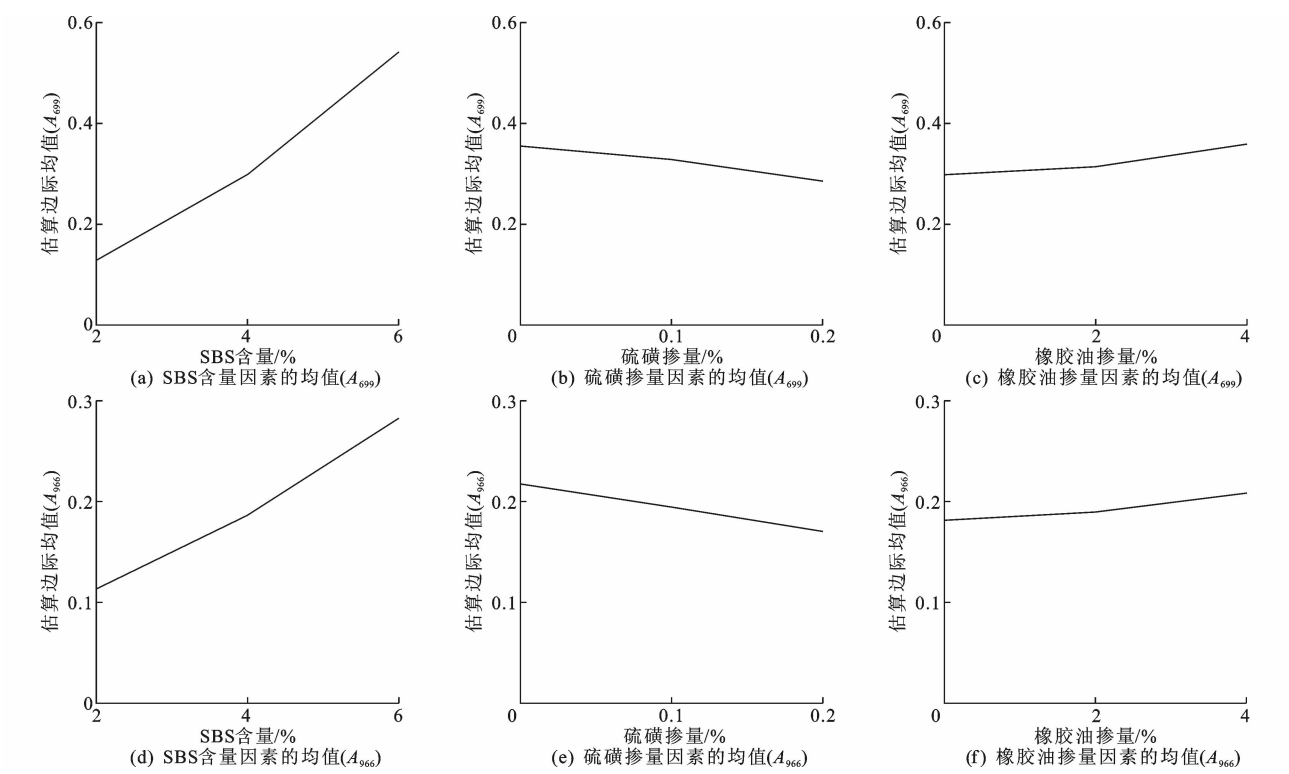 0.6
0.4
0.2
0
估算边际均值(A₆₉₉)
2
4
6
SBS含量/%
(a) SBS含量因素的均值(A₆₉₉)
0.6
0.4
0.2
估算边际均值(A₆₉₉)
0
0.1
0.2
硫磺掺量/%
(b) 硫磺掺量因素的均值(A₆₉₉)
0.6
0.4
0.2
估算边际均值(A₆₉₉)
0
2
4
橡胶油掺量/%
(c) 橡胶油掺量因素的均值(A₆₉₉)
0.3
0.2
0.1
0
估算边际均值(A₉₆₆)
2
4
6
SBS含量/%
(d) SBS含量因素的均值(A₉₆₆)
0.3
0.2
0.1
估算边际均值(A₉₆₆)
0
0.1
0.2
硫磺掺量/%
(e) 硫磺掺量因素的均值(A₉₆₆)
0.3
0.2
0.1
估算边际均值(A₉₆₆)
0
2
4
橡胶油掺量/%
(f) 橡胶油掺量因素的均值(A₉₆₆)